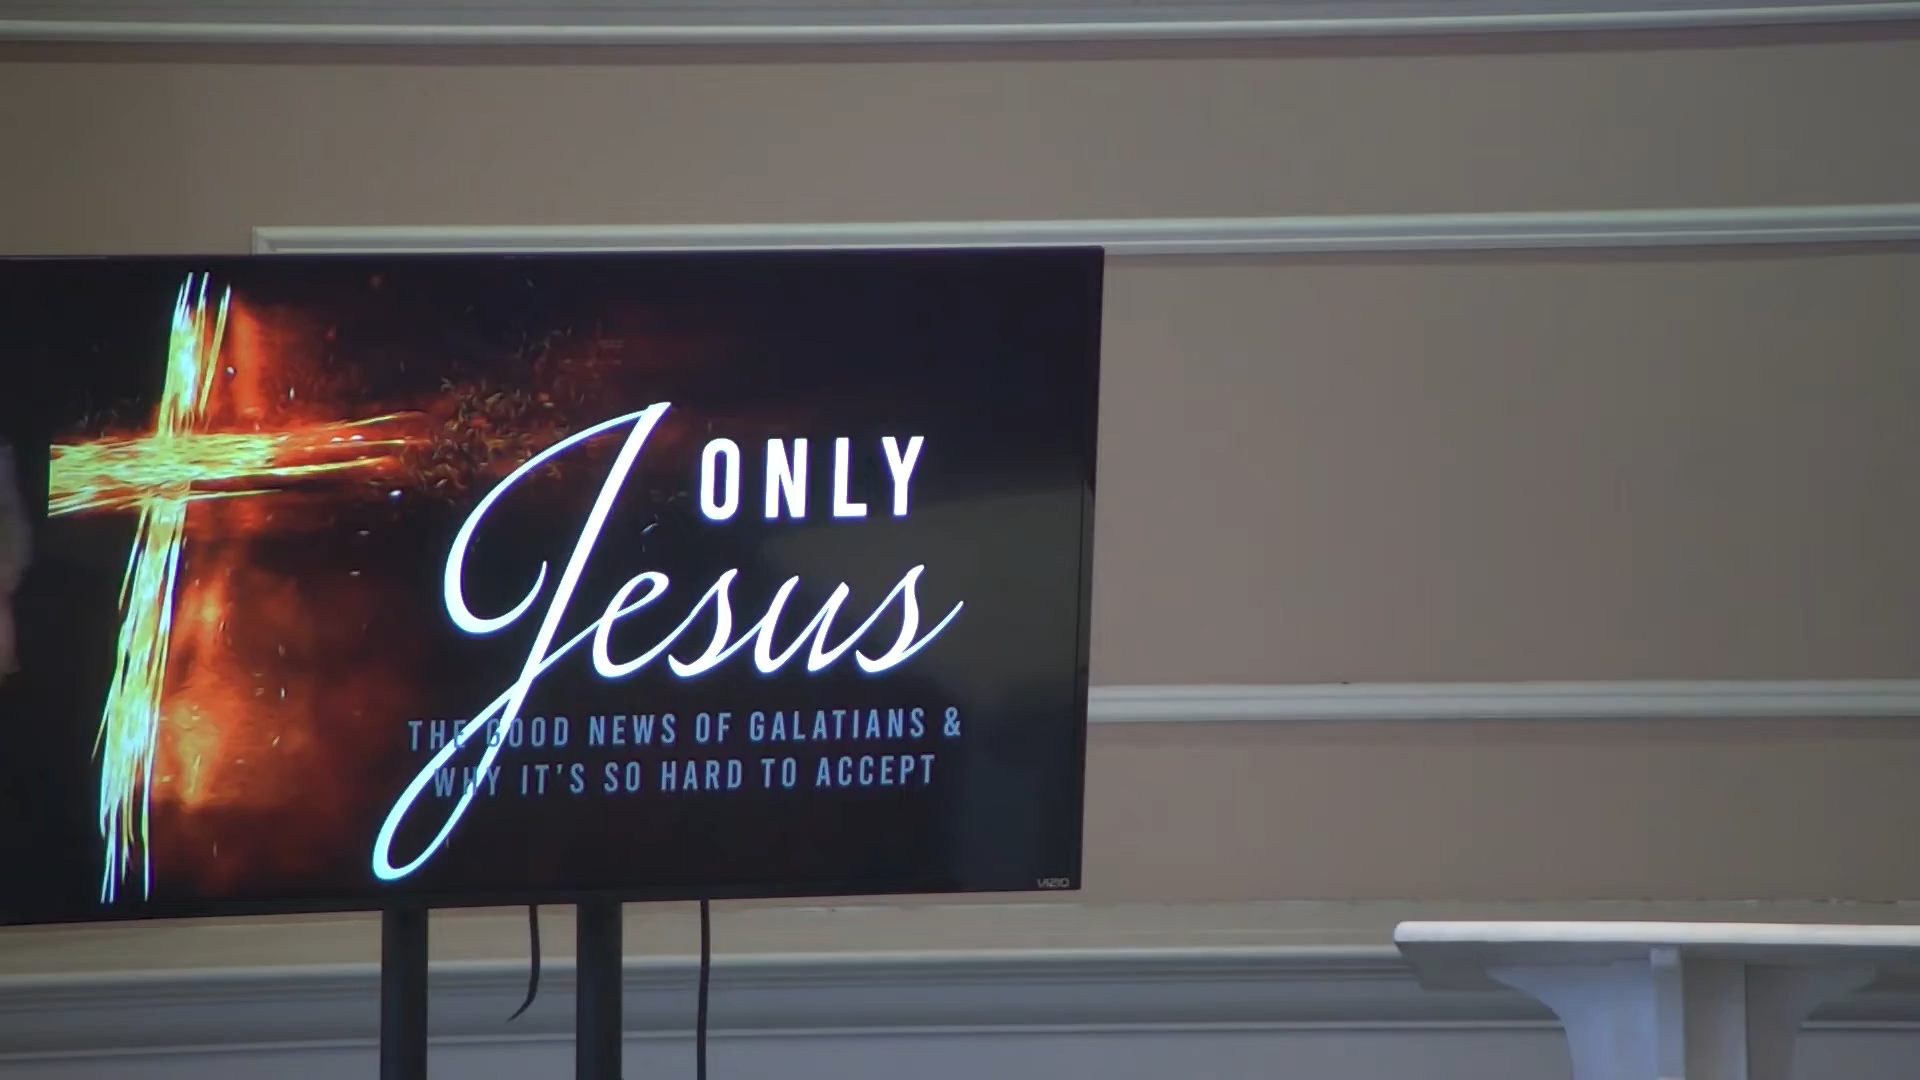 ONLY
Jesus
THE GOOD NEWS OF GALATIANS &
WHY IT'S SO HARD TO ACCEPT
VIZIO